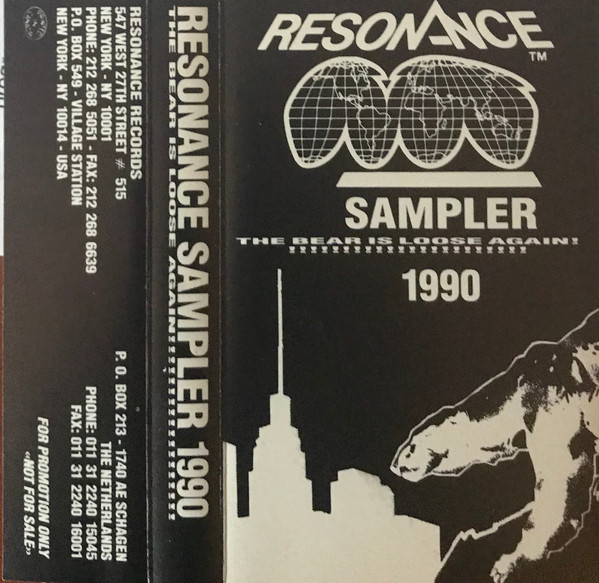 RESONANCE
TM
SAMPLER
THE BEAR IS LOOSE AGAIN!
!!!!!!!!!!!!!!!!!!!!!!!!
1990
RESONANCE SAMPLER 1990
THE BEAR IS LOOSE AGAIN!!!!!!!!!!!!!!!!!!!!!!!!!
RESONANCE RECORDS
547 WEST 27TH STREET # 515
NEW YORK - NY 10001
PHONE: 212 268 5051 - FAX: 212 268 6639
P.O. BOX 549 - VILLAGE STATION
NEW YORK - NY 10014 - USA
P. O. BOX 213 - 1740 AE SCHAGEN
THE NETHERLANDS
PHONE: 011 31 2240 15045
FAX: 011 31 2240 16001
FOR PROMOTION ONLY
«NOT FOR SALE»